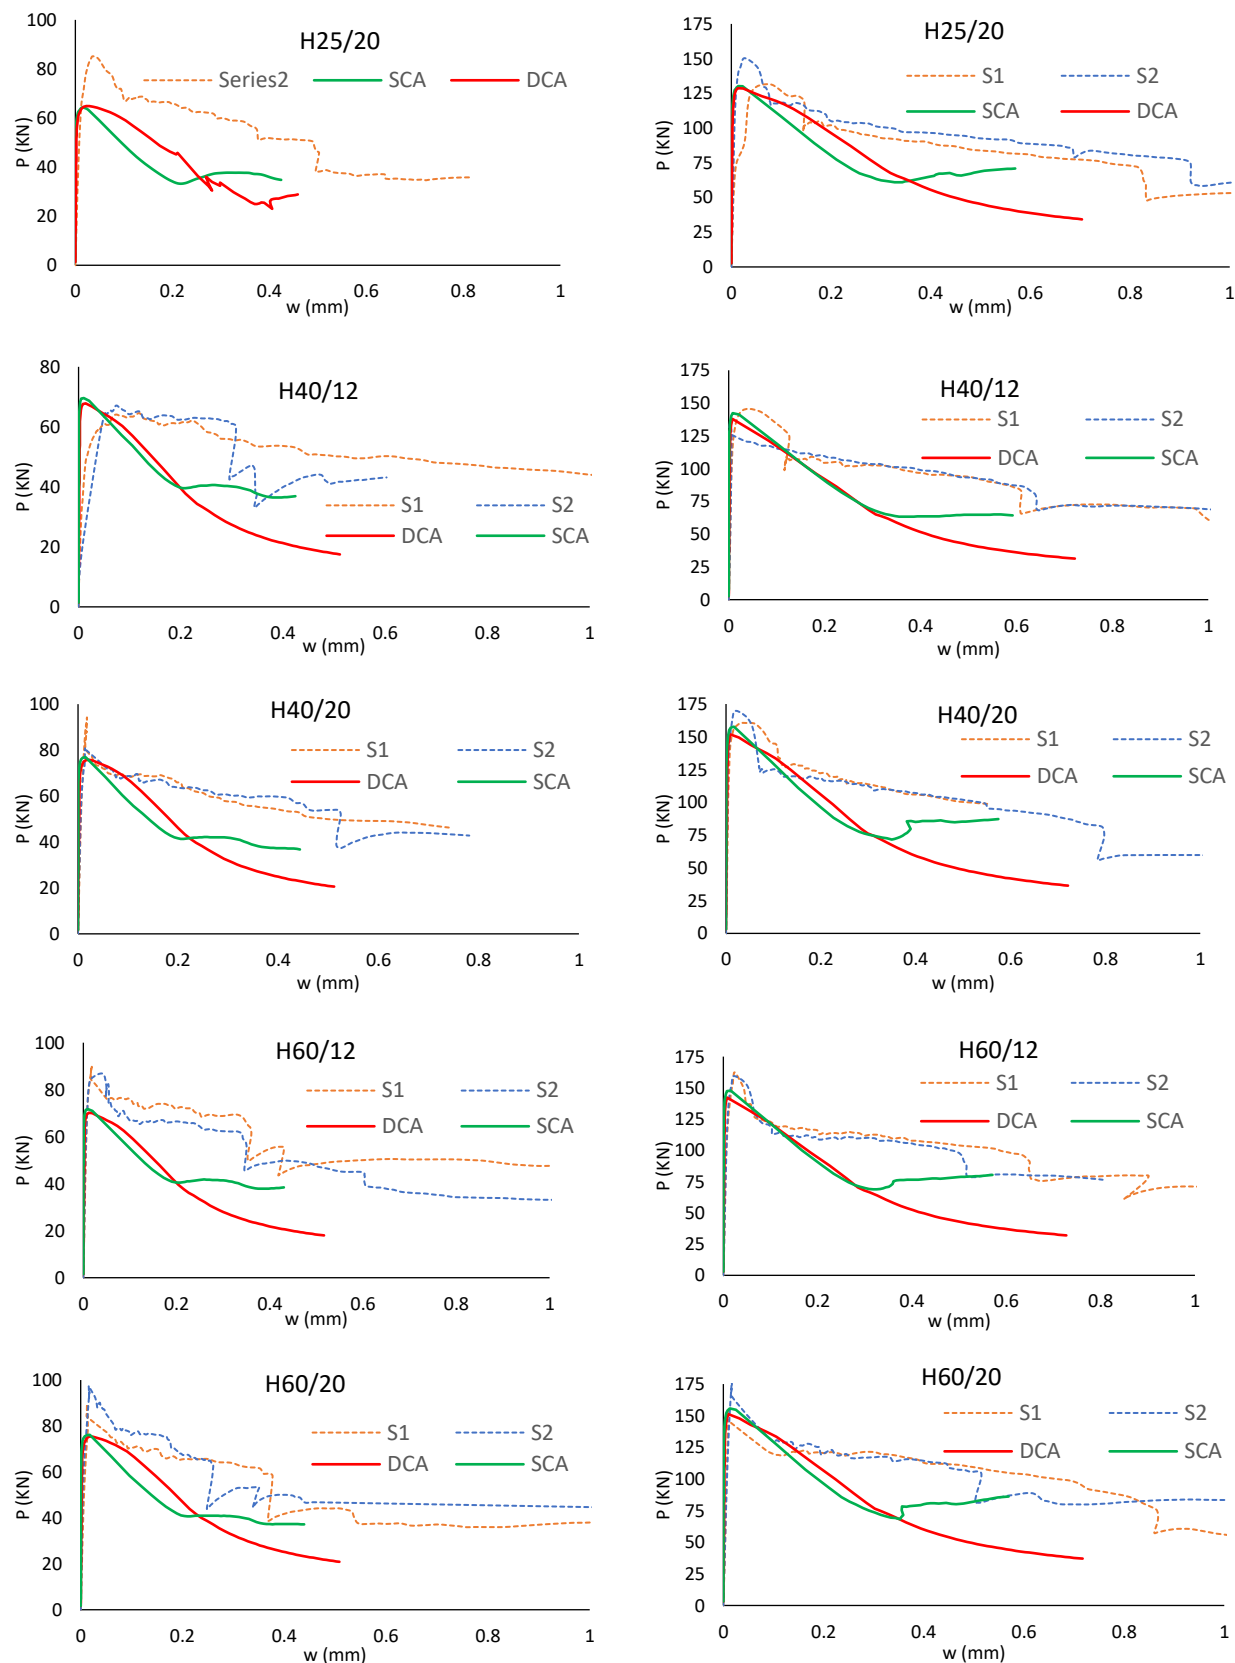 H25/20
Series2 SCA DCA
P (KN)
100
80
60
40
20
0
0 0.2 0.4 0.6 0.8 1
w (mm)
H25/20
S1 S2
SCA DCA
P (KN)
175
150
125
100
75
50
25
0
0 0.2 0.4 0.6 0.8 1
w (mm)
H40/12
S1 S2
DCA SCA
P (KN)
80
60
40
20
0
0 0.2 0.4 0.6 0.8 1
w (mm)
H40/12
S1 S2
DCA SCA
P (KN)
175
150
125
100
75
50
25
0
0 0.2 0.4 0.6 0.8 1
w (mm)
H40/20
S1 S2
DCA SCA
P (KN)
100
80
60
40
20
0
0 0.2 0.4 0.6 0.8 1
w (mm)
H40/20
S1 S2
DCA SCA
P (KN)
175
150
125
100
75
50
25
0
0 0.2 0.4 0.6 0.8 1
w (mm)
H60/12
S1 S2
DCA SCA
P (KN)
100
80
60
40
20
0
0 0.2 0.4 0.6 0.8 1
w (mm)
H60/12
S1 S2
DCA SCA
P (KN)
175
150
125
100
75
50
25
0
0 0.2 0.4 0.6 0.8 1
w (mm)
H60/20
S1 S2
DCA SCA
P (KN)
100
80
60
40
20
0
0 0.2 0.4 0.6 0.8 1
w (mm)
H60/20
S1 S2
DCA SCA
P (KN)
175
150
125
100
75
50
25
0
0 0.2 0.4 0.6 0.8 1
w (mm)